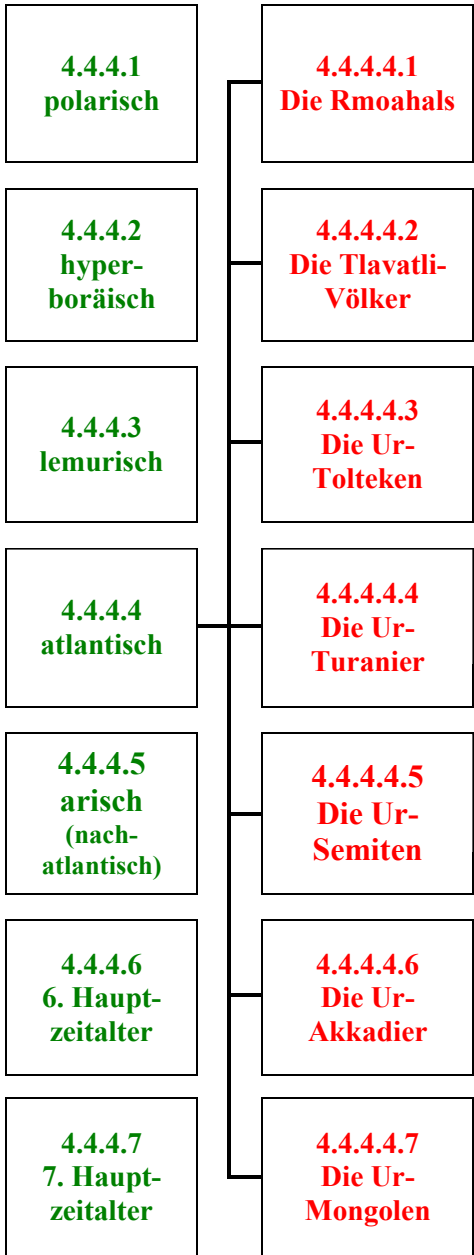 4.4.4.1
polarisch
4.4.4.2
hyper-
boräisch
4.4.4.3
lemurisch
4.4.4.4
atlantisch
4.4.4.5
arisch
(nach-
atlantisch)
4.4.4.6
6. Haupt-
zeitalter
4.4.4.7
7. Haupt-
zeitalter
4.4.4.4.1
Die Rmoahals
4.4.4.4.2
Die Tlavatli-
Völker
4.4.4.4.3
Die Ur-
Tolteken
4.4.4.4.4
Die Ur-
Turanier
4.4.4.4.5
Die Ur-
Semiten
4.4.4.4.6
Die Ur-
Akkadier
4.4.4.4.7
Die Ur-
Mongolen